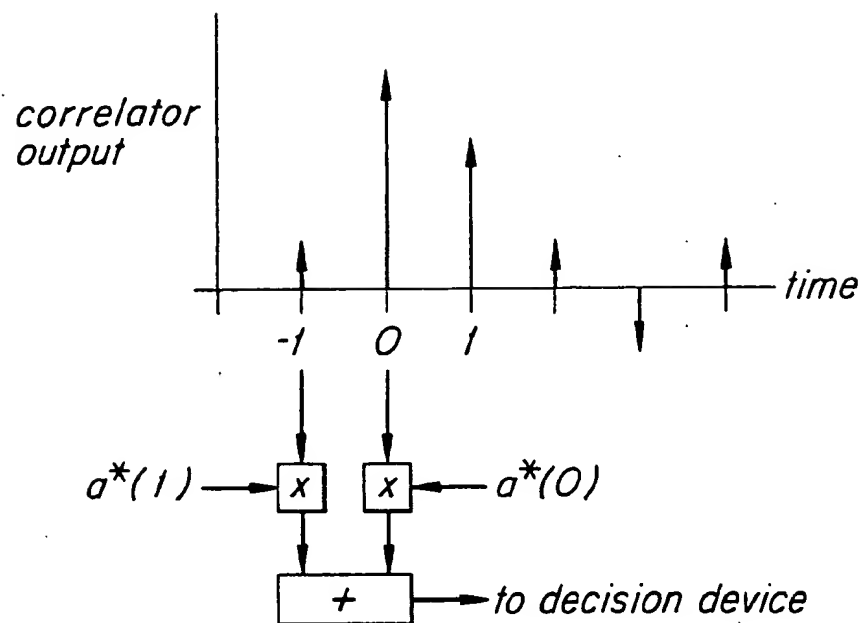 correlator
output
time
-1 0 1
a*(1) x x a*(0)
+ to decision device